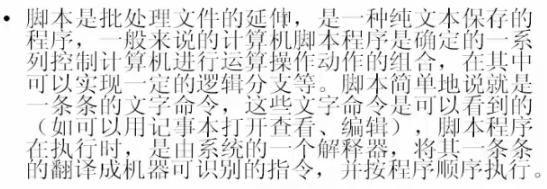 • 脚本是批处理文件的延伸，是一种纯文本保存的
程序，一般来说的计算机脚本程序是确定的一系
列控制计算机进行运算操作动作的组合，在其中
可以实现一定的逻辑分支等。脚本简单地说就是
一条条的文字命令，这些文字命令是可以看到的
（如可以用记事本打开查看、编辑），脚本程序
在执行时，是由系统的一个解释器，将其一条条
的翻译成机器可识别的指令，并按程序顺序执行。